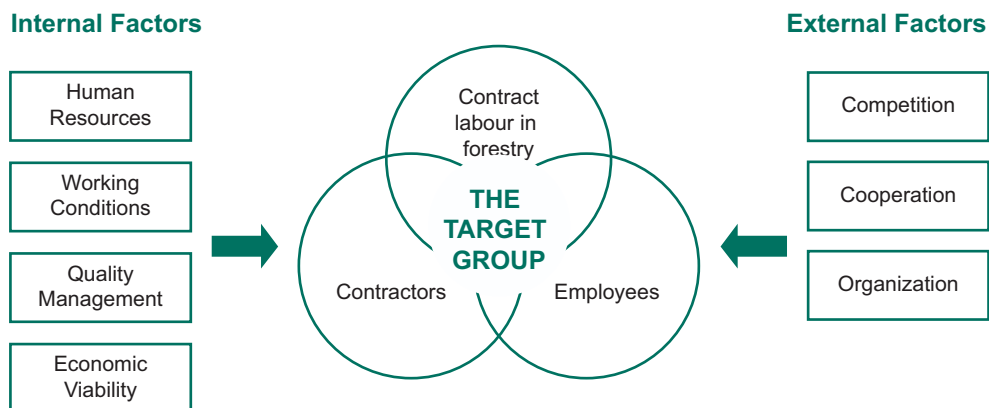 Internal Factors
Human
Resources
Working
Conditions
Quality
Management
Economic
Viability
Contract
labour in
forestry
THE
TARGET
GROUP
Contractors
Employees
External Factors
Competition
Cooperation
Organization